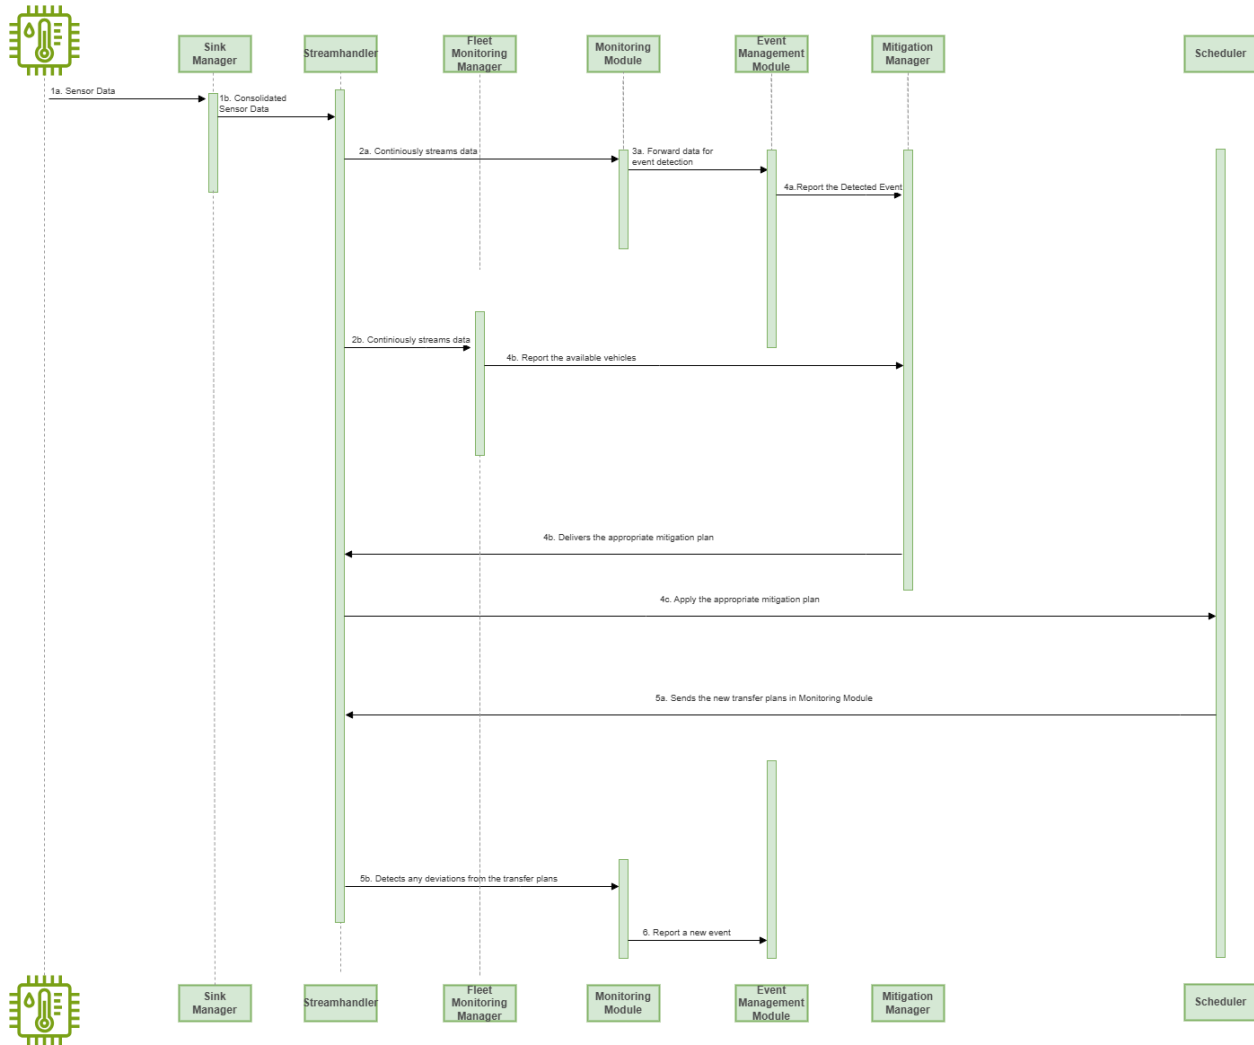 Sink
Manager
Streamhandler
Fleet
Monitoring
Manager
Monitoring
Module
Event
Management
Module
Mitigation
Manager
Scheduler
1a. Sensor Data
1b. Consolidated
Sensor Data
2a. Continiously streams data
3a. Forward data for
event detection
4a.Report the Detected Event
2b. Continiously streams data
4b. Report the available vehicles
4b. Delivers the appropriate mitigation plan
4c. Apply the appropriate mitigation plan
5a. Sends the new transfer plans in Monitoring Module
5b. Detects any deviations from the transfer plans
6. Report a new event
Sink
Manager
Streamhandler
Fleet
Monitoring
Manager
Monitoring
Module
Event
Management
Module
Mitigation
Manager
Scheduler